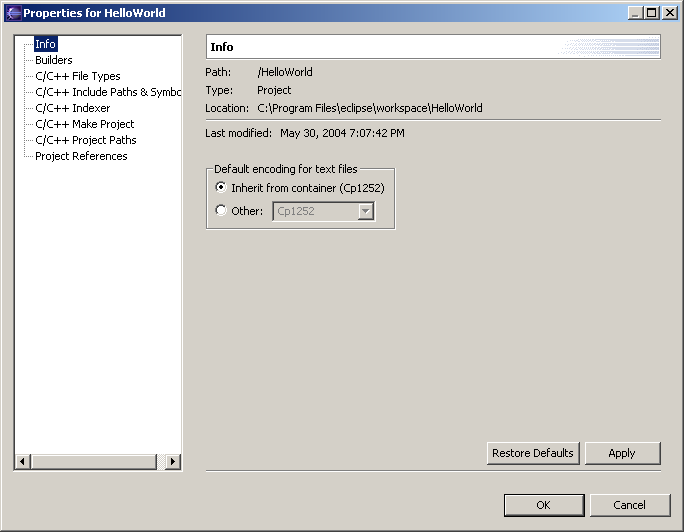 Properties for HelloWorld
Info
Builders
C/C++ File Types
C/C++ Include Paths & Symbo
C/C++ Indexer
C/C++ Make Project
C/C++ Project Paths
Project References
Info
Path: /HelloWorld
Type: Project
Location: C:\Program Files\eclipse\workspace\HelloWorld
Last modified: May 30, 2004 7:07:42 PM
Default encoding for text files
Inherit from container (Cp1252)
Other: Cp1252
Restore Defaults Apply
OK Cancel